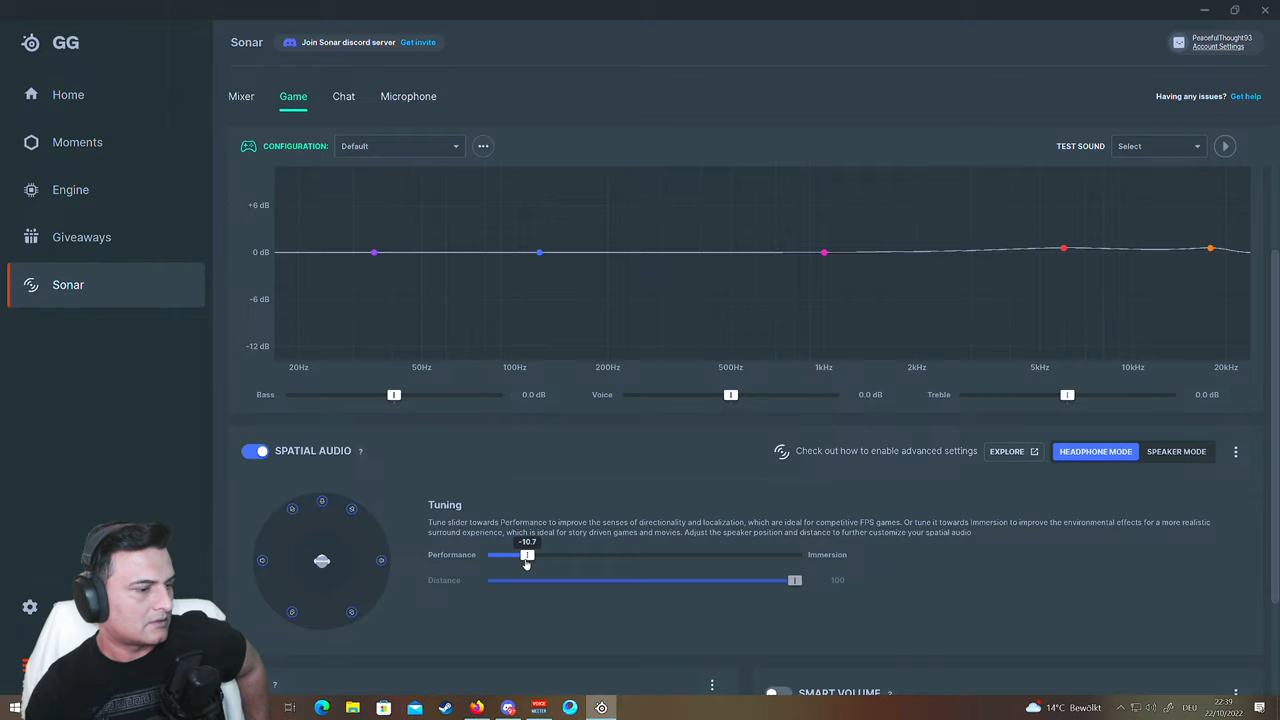 GG
Sonar
Join Sonar discord server Get invite
PeacefulThought93
Account Settings
Home
Moments
Engine
Giveaways
Sonar
Mixer
Game
Chat
Microphone
Having any issues? Get help
CONFIGURATION:
Default
TEST SOUND
Select
+6 dB
0 dB
-6 dB
-12 dB
20Hz
50Hz
100Hz
200Hz
500Hz
1kHz
2kHz
5kHz
10kHz
20kHz
Bass
0.0 dB
Voice
0.0 dB
Treble
0.0 dB
SPATIAL AUDIO ?
Check out how to enable advanced settings
EXPLORE
HEADPHONE MODE
SPEAKER MODE
Tuning
Tune slider towards Performance to improve the senses of directionality and localization, which are ideal for competitive FPS games. Or tune it towards Immersion to improve the environmental effects for a more realistic
surround experience, which is ideal for story driven games and movies. Adjust the speaker position and distance to further customize your spatial audio
-10.7
Performance
Immersion
Distance
100
?
SMART VOLUME ?
VOICE
MEETER
14°C Bewölkt
DEU
22:39
22/10/2022